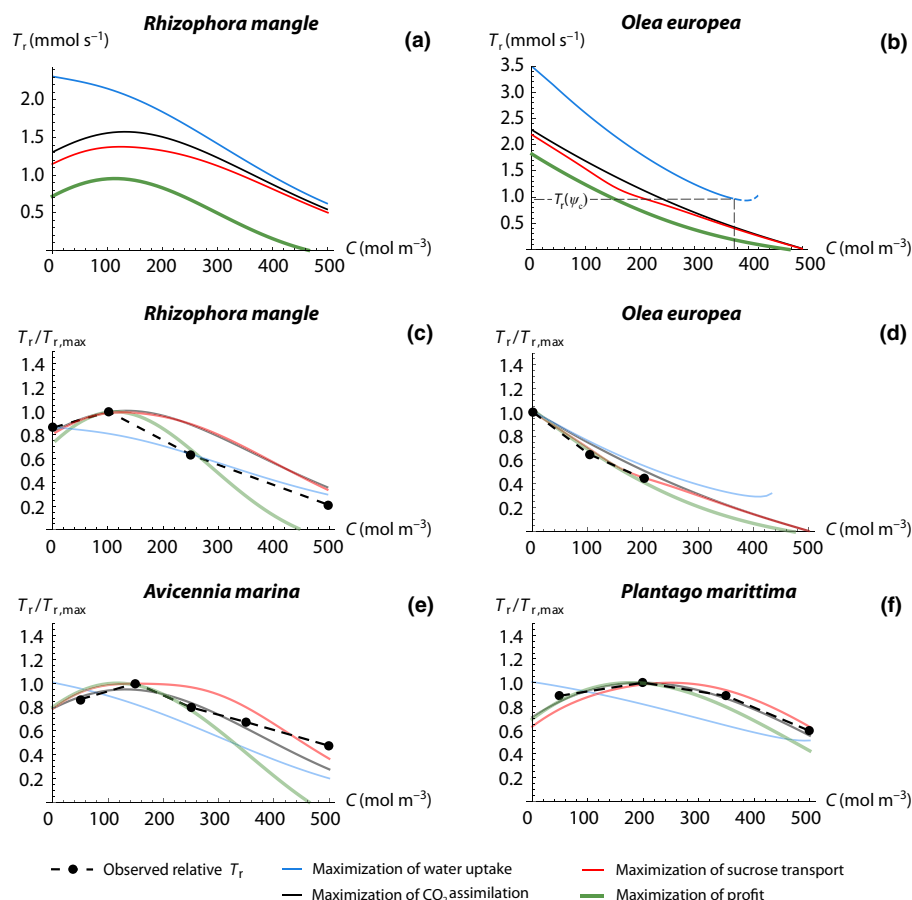 Rhizophora mangle
Olea europea
Tr (mmol s−1)
(a)
Tr (mmol s−1)
(b)
2.0
1.5
1.0
0.5
0 100 200 300 400 500
C (mol m−3)
3.5
3.0
2.5
2.0
1.5
1.0
0.5
Tr(ψc)
0 100 200 300 400 500
C (mol m−3)
Rhizophora mangle
Olea europea
Tr/Tr,max
(c)
Tr/Tr,max
(d)
1.4
1.2
1.0
0.8
0.6
0.4
0.2
0 100 200 300 400 500
C (mol m−3)
1.4
1.2
1.0
0.8
0.6
0.4
0.2
0 100 200 300 400 500
C (mol m−3)
Avicennia marina
Plantago marittima
Tr/Tr,max
(e)
Tr/Tr,max
(f)
1.4
1.2
1.0
0.8
0.6
0.4
0.2
0 100 200 300 400 500
C (mol m−3)
1.4
1.2
1.0
0.8
0.6
0.4
0.2
0 100 200 300 400 500
C (mol m−3)
Observed relative Tr
Maximization of water uptake
Maximization of sucrose transport
Maximization of CO2 assimilation
Maximization of profit